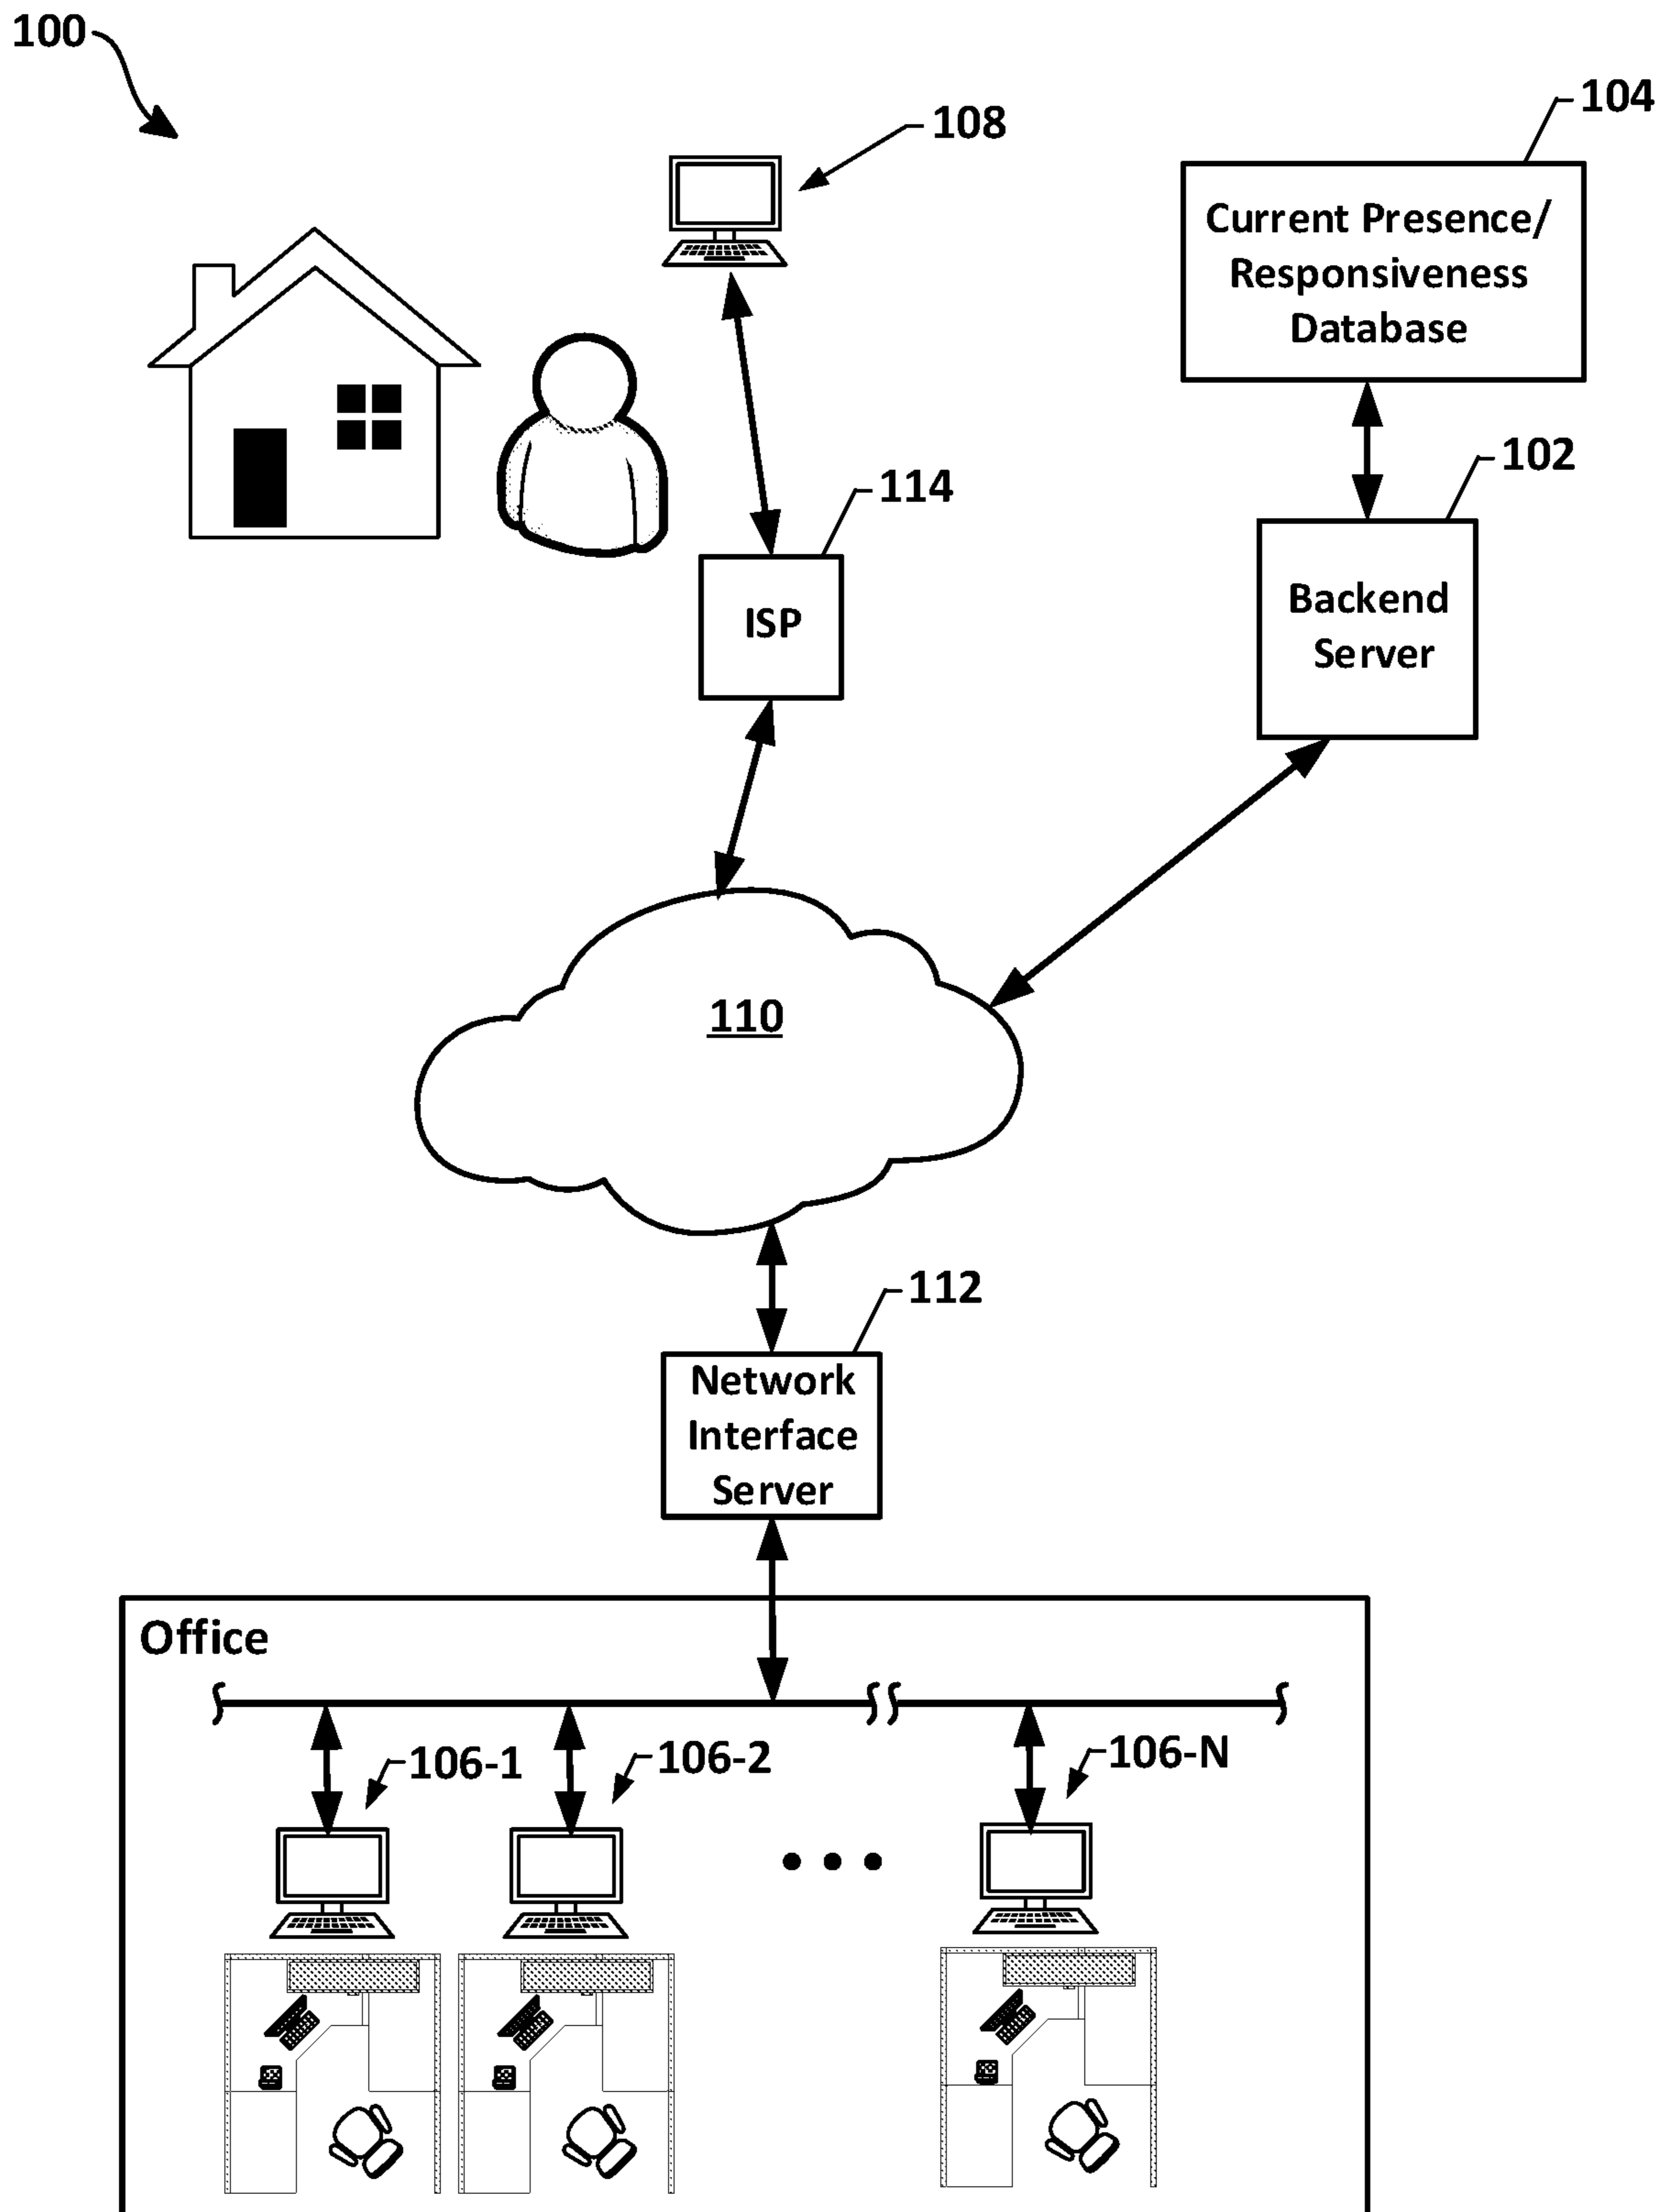 100
108
104
Current Presence/
Responsiveness
Database
102
114
ISP
Backend
Server
110
112
Network
Interface
Server
Office
106-1
106-2
106-N